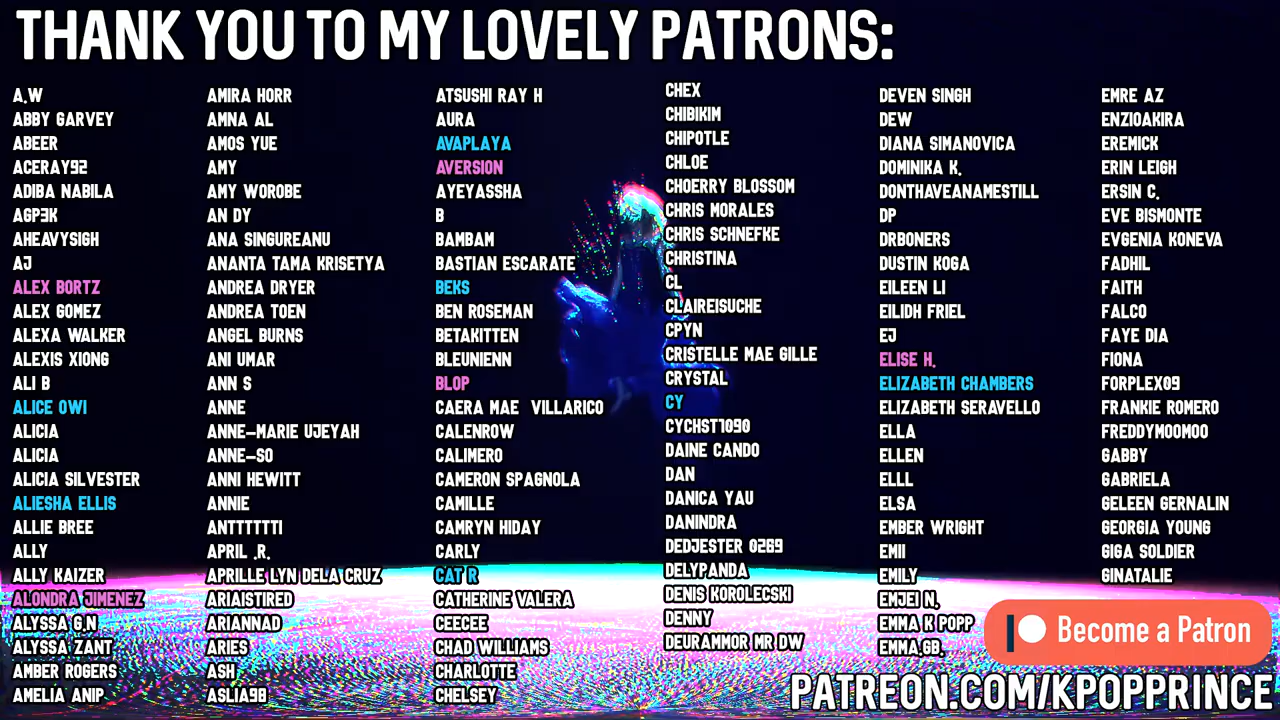 THANK YOU TO MY LOVELY PATRONS:
A.W
ABBY GARVEY
ABEER
ACERAY92
ADIBA NABILA
AGP3K
AHEAVYSIGH
AJ
ALEX BORTZ
ALEX GOMEZ
ALEXA WALKER
ALEXIS XIONG
ALI B
ALICE OWI
ALICIA
ALICIA
ALICIA SILVESTER
ALIESHA ELLIS
ALLIE BREE
ALLY
ALLY KAIZER
ALONDRA JIMENEZ
ALYSSA G.N
ALYSSA ZANT
AMBER ROGERS
AMELIA ANIP
AMIRA HORR
AMNA AL
AMOS YUE
AMY
AMY WOROBE
AN DY
ANA SINGUREANU
ANANTA TAMA KRISETYA
ANDREA DRYER
ANDREA TOEN
ANGEL BURNS
ANI UMAR
ANN S
ANNE
ANNE-MARIE UJEYAH
ANNE-SO
ANNI HEWITT
ANNIE
ANTTTTTTI
APRIL .R.
APRILLE LYN DELA CRUZ
ARIAISTIRED
ARIANNAD
ARIES
ASH
ASLIA98
ATSUSHI RAY H
AURA
AVAPLAYA
AVERSION
AYEYASSHA
B
BAMBAM
BASTIAN ESCARATE
BEKS
BEN ROSEMAN
BETAKITTEN
BLEUNIENN
BLOP
CAERA MAE VILLARICO
CALENROW
CALIMERO
CAMERON SPAGNOLA
CAMILLE
CAMRYN HIDAY
CARLY
CAT R
CATHERINE VALERA
CEECEE
CHAD WILLIAMS
CHARLOTTE
CHELSEY
CHEX
CHIBIKIM
CHIPOTLE
CHLOE
CHOERRY BLOSSOM
CHRIS MORALES
CHRIS SCHNEFKE
CHRISTINA
CL
CLAIREISUCHE
CPYN
CRISTELLE MAE GILLE
CRYSTAL
CY
CYCHST1090
DAINE CANDO
DAN
DANICA YAU
DANINDRA
DEDJESTER 0269
DELYPANDA
DENIS KOROLECSKI
DENNY
DEURAMMOR MR DW
DEVEN SINGH
DEW
DIANA SIMANOVICA
DOMINIKA K.
DONTHAVEANAMESTILL
DP
DRBONERS
DUSTIN KOGA
EILEEN LI
EILIDH FRIEL
EJ
ELISE H.
ELIZABETH CHAMBERS
ELIZABETH SERAVELLO
ELLA
ELLEN
ELLL
ELSA
EMBER WRIGHT
EMII
EMILY
EMJEI N.
EMMA K POPP
EMMA.GB.
EMRE AZ
ENZIOAKIRA
EREMICK
ERIN LEIGH
ERSIN C.
EVE BISMONTE
EVGENIA KONEVA
FADHIL
FAITH
FALCO
FAYE DIA
FIONA
FORPLEX09
FRANKIE ROMERO
FREDDYMOOMOO
GABBY
GABRIELA
GELEEN GERNALIN
GEORGIA YOUNG
GIGA SOLDIER
GINATALIE
Become a Patron
PATREON.COM/KPOPPRINCE